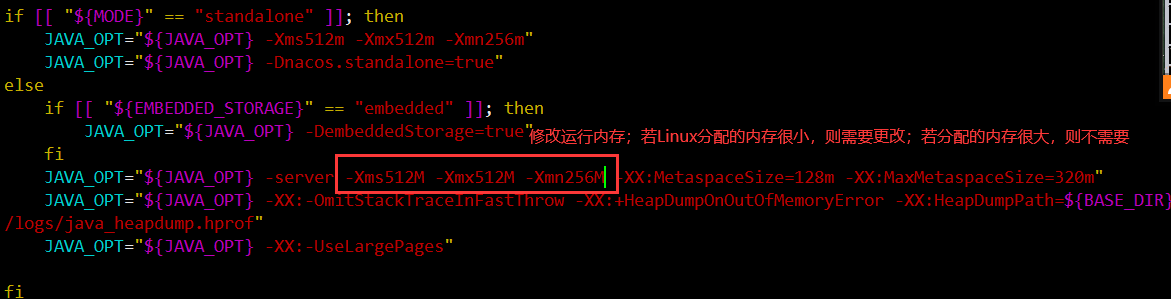 if [[ "${MODE}" == "standalone" ]]; then
    JAVA_OPT="${JAVA_OPT} -Xms512m -Xmx512m -Xmn256m"
    JAVA_OPT="${JAVA_OPT} -Dnacos.standalone=true"
else
    if [[ "${EMBEDDED_STORAGE}" == "embedded" ]]; then
        JAVA_OPT="${JAVA_OPT} -DembeddedStorage=true"
修改运行内存；若Linux分配的内存很小，则需要更改；若分配的内存很大，则不需要
    fi
    JAVA_OPT="${JAVA_OPT} -server -Xms512M -Xmx512M -Xmn256M -XX:MetaspaceSize=128m -XX:MaxMetaspaceSize=320m"
    JAVA_OPT="${JAVA_OPT} -XX:-OmitStackTraceInFastThrow -XX:+HeapDumpOnOutOfMemoryError -XX:HeapDumpPath=${BASE_DIR}
/logs/java_heapdump.hprof"
    JAVA_OPT="${JAVA_OPT} -XX:-UseLargePages"
fi